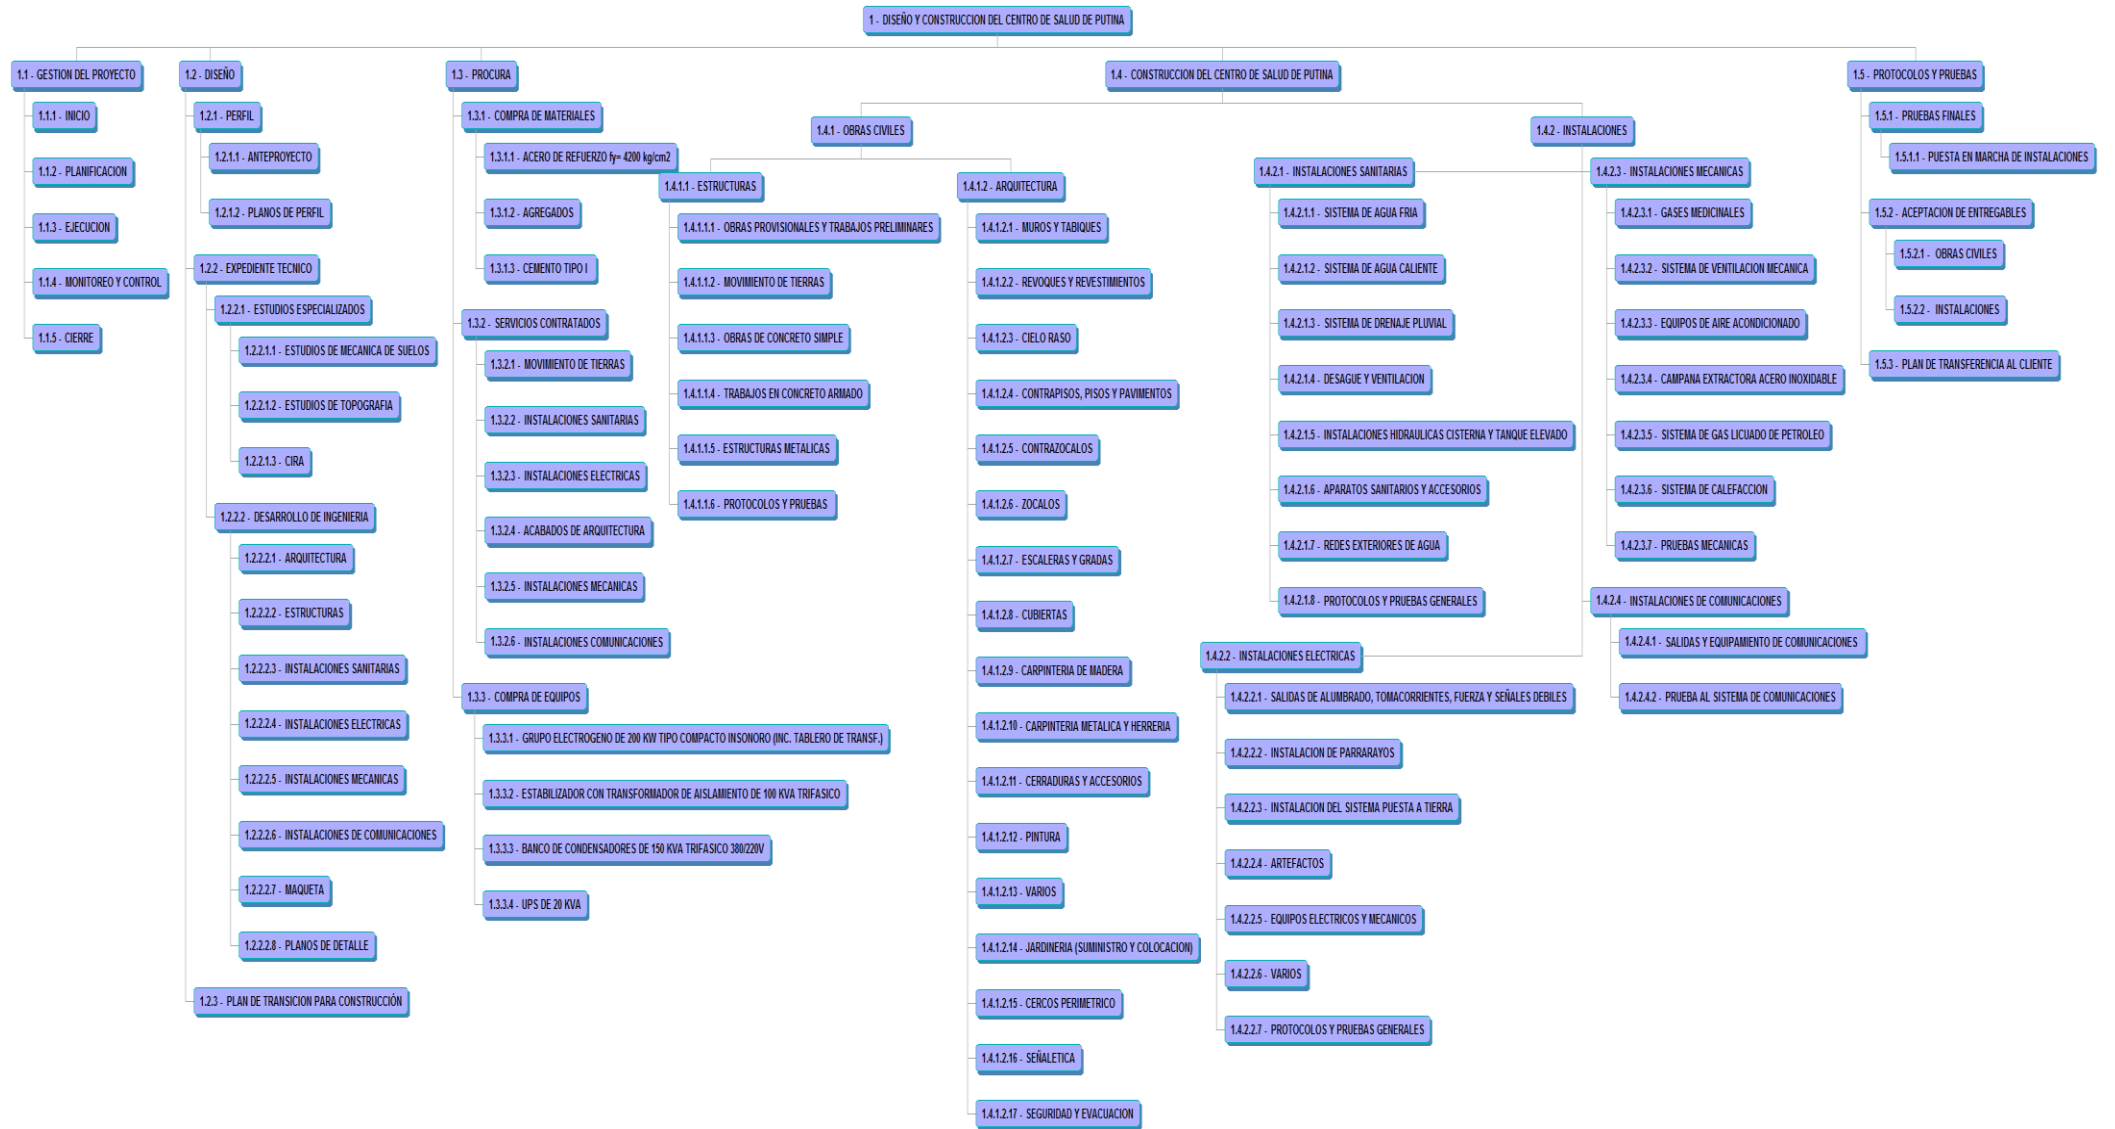 1 - DISEÑO Y CONSTRUCCION DEL CENTRO DE SALUD DE PUTINA
1.1 - GESTION DEL PROYECTO
1.1.1 - INICIO
1.1.2 - PLANIFICACION
1.1.3 - EJECUCION
1.1.4 - MONITOREO Y CONTROL
1.1.5 - CIERRE
1.2 - DISEÑO
1.2.1 - PERFIL
1.2.1.1 - ANTEPROYECTO
1.2.1.2 - PLANOS DE PERFIL
1.2.2 - EXPEDIENTE TECNICO
1.2.2.1 - ESTUDIOS ESPECIALIZADOS
1.2.2.1.1 - ESTUDIOS DE MECANICA DE SUELOS
1.2.2.1.2 - ESTUDIOS DE TOPOGRAFIA
1.2.2.1.3 - CIRA
1.2.2.2 - DESARROLLO DE INGENIERIA
1.2.2.2.1 - ARQUITECTURA
1.2.2.2.2 - ESTRUCTURAS
1.2.2.2.3 - INSTALACIONES SANITARIAS
1.2.2.2.4 - INSTALACIONES ELECTRICAS
1.2.2.2.5 - INSTALACIONES MECANICAS
1.2.2.2.6 - INSTALACIONES DE COMUNICACIONES
1.2.2.2.7 - MAQUETA
1.2.2.2.8 - PLANOS DE DETALLE
1.2.3 - PLAN DE TRANSICION PARA CONSTRUCCIÓN
1.3 - PROCURA
1.3.1 - COMPRA DE MATERIALES
1.3.1.1 - ACERO DE REFUERZO fy= 4200 kg/cm2
1.3.1.2 - AGREGADOS
1.3.1.3 - CEMENTO TIPO I
1.3.2 - SERVICIOS CONTRATADOS
1.3.2.1 - MOVIMIENTO DE TIERRAS
1.3.2.2 - INSTALACIONES SANITARIAS
1.3.2.3 - INSTALACIONES ELECTRICAS
1.3.2.4 - ACABADOS DE ARQUITECTURA
1.3.2.5 - INSTALACIONES MECANICAS
1.3.2.6 - INSTALACIONES COMUNICACIONES
1.3.3 - COMPRA DE EQUIPOS
1.3.3.1 - GRUPO ELECTROGENO DE 200 KW TIPO COMPACTO INSONORO (INC. TABLERO DE TRANSF.)
1.3.3.2 - ESTABILIZADOR CON TRANSFORMADOR DE AISLAMIENTO DE 100 KVA TRIFASICO
1.3.3.3 - BANCO DE CONDENSADORES DE 150 KVA TRIFASICO 380/220V
1.3.3.4 - UPS DE 20 KVA
1.4 - CONSTRUCCION DEL CENTRO DE SALUD DE PUTINA
1.4.1 - OBRAS CIVILES
1.4.1.1 - ESTRUCTURAS
1.4.1.1.1 - OBRAS PROVISIONALES Y TRABAJOS PRELIMINARES
1.4.1.1.2 - MOVIMIENTO DE TIERRAS
1.4.1.1.3 - OBRAS DE CONCRETO SIMPLE
1.4.1.1.4 - TRABAJOS EN CONCRETO ARMADO
1.4.1.1.5 - ESTRUCTURAS METALICAS
1.4.1.1.6 - PROTOCOLOS Y PRUEBAS
1.4.1.2 - ARQUITECTURA
1.4.1.2.1 - MUROS Y TABIQUES
1.4.1.2.2 - REVOQUES Y REVESTIMIENTOS
1.4.1.2.3 - CIELO RASO
1.4.1.2.4 - CONTRAPISOS, PISOS Y PAVIMENTOS
1.4.1.2.5 - CONTRAZOCALOS
1.4.1.2.6 - ZOCALOS
1.4.1.2.7 - ESCALERAS Y GRADAS
1.4.1.2.8 - CUBIERTAS
1.4.1.2.9 - CARPINTERIA DE MADERA
1.4.1.2.10 - CARPINTERIA METALICA Y HERRERIA
1.4.1.2.11 - CERRADURAS Y ACCESORIOS
1.4.1.2.12 - PINTURA
1.4.1.2.13 - VARIOS
1.4.1.2.14 - JARDINERIA (SUMINISTRO Y COLOCACION)
1.4.1.2.15 - CERCOS PERIMETRICO
1.4.1.2.16 - SEÑALETICA
1.4.1.2.17 - SEGURIDAD Y EVACUACION
1.4.2 - INSTALACIONES
1.4.2.1 - INSTALACIONES SANITARIAS
1.4.2.1.1 - SISTEMA DE AGUA FRIA
1.4.2.1.2 - SISTEMA DE AGUA CALIENTE
1.4.2.1.3 - SISTEMA DE DRENAJE PLUVIAL
1.4.2.1.4 - DESAGUE Y VENTILACION
1.4.2.1.5 - INSTALACIONES HIDRAULICAS CISTERNA Y TANQUE ELEVADO
1.4.2.1.6 - APARATOS SANITARIOS Y ACCESORIOS
1.4.2.1.7 - REDES EXTERIORES DE AGUA
1.4.2.1.8 - PROTOCOLOS Y PRUEBAS GENERALES
1.4.2.2 - INSTALACIONES ELECTRICAS
1.4.2.2.1 - SALIDAS DE ALUMBRADO, TOMACORRIENTES, FUERZA Y SEÑALES DEBILES
1.4.2.2.2 - INSTALACION DE PARRARAYOS
1.4.2.2.3 - INSTALACION DEL SISTEMA PUESTA A TIERRA
1.4.2.2.4 - ARTEFACTOS
1.4.2.2.5 - EQUIPOS ELECTRICOS Y MECANICOS
1.4.2.2.6 - VARIOS
1.4.2.2.7 - PROTOCOLOS Y PRUEBAS GENERALES
1.4.2.3 - INSTALACIONES MECANICAS
1.4.2.3.1 - GASES MEDICINALES
1.4.2.3.2 - SISTEMA DE VENTILACION MECANICA
1.4.2.3.3 - EQUIPOS DE AIRE ACONDICIONADO
1.4.2.3.4 - CAMPANA EXTRACTORA ACERO INOXIDABLE
1.4.2.3.5 - SISTEMA DE GAS LICUADO DE PETROLEO
1.4.2.3.6 - SISTEMA DE CALEFACCION
1.4.2.3.7 - PRUEBAS MECANICAS
1.4.2.4 - INSTALACIONES DE COMUNICACIONES
1.4.2.4.1 - SALIDAS Y EQUIPAMIENTO DE COMUNICACIONES
1.4.2.4.2 - PRUEBA AL SISTEMA DE COMUNICACIONES
1.5 - PROTOCOLOS Y PRUEBAS
1.5.1 - PRUEBAS FINALES
1.5.1.1 - PUESTA EN MARCHA DE INSTALACIONES
1.5.2 - ACEPTACION DE ENTREGABLES
1.5.2.1 - OBRAS CIVILES
1.5.2.2 - INSTALACIONES
1.5.3 - PLAN DE TRANSFERENCIA AL CLIENTE